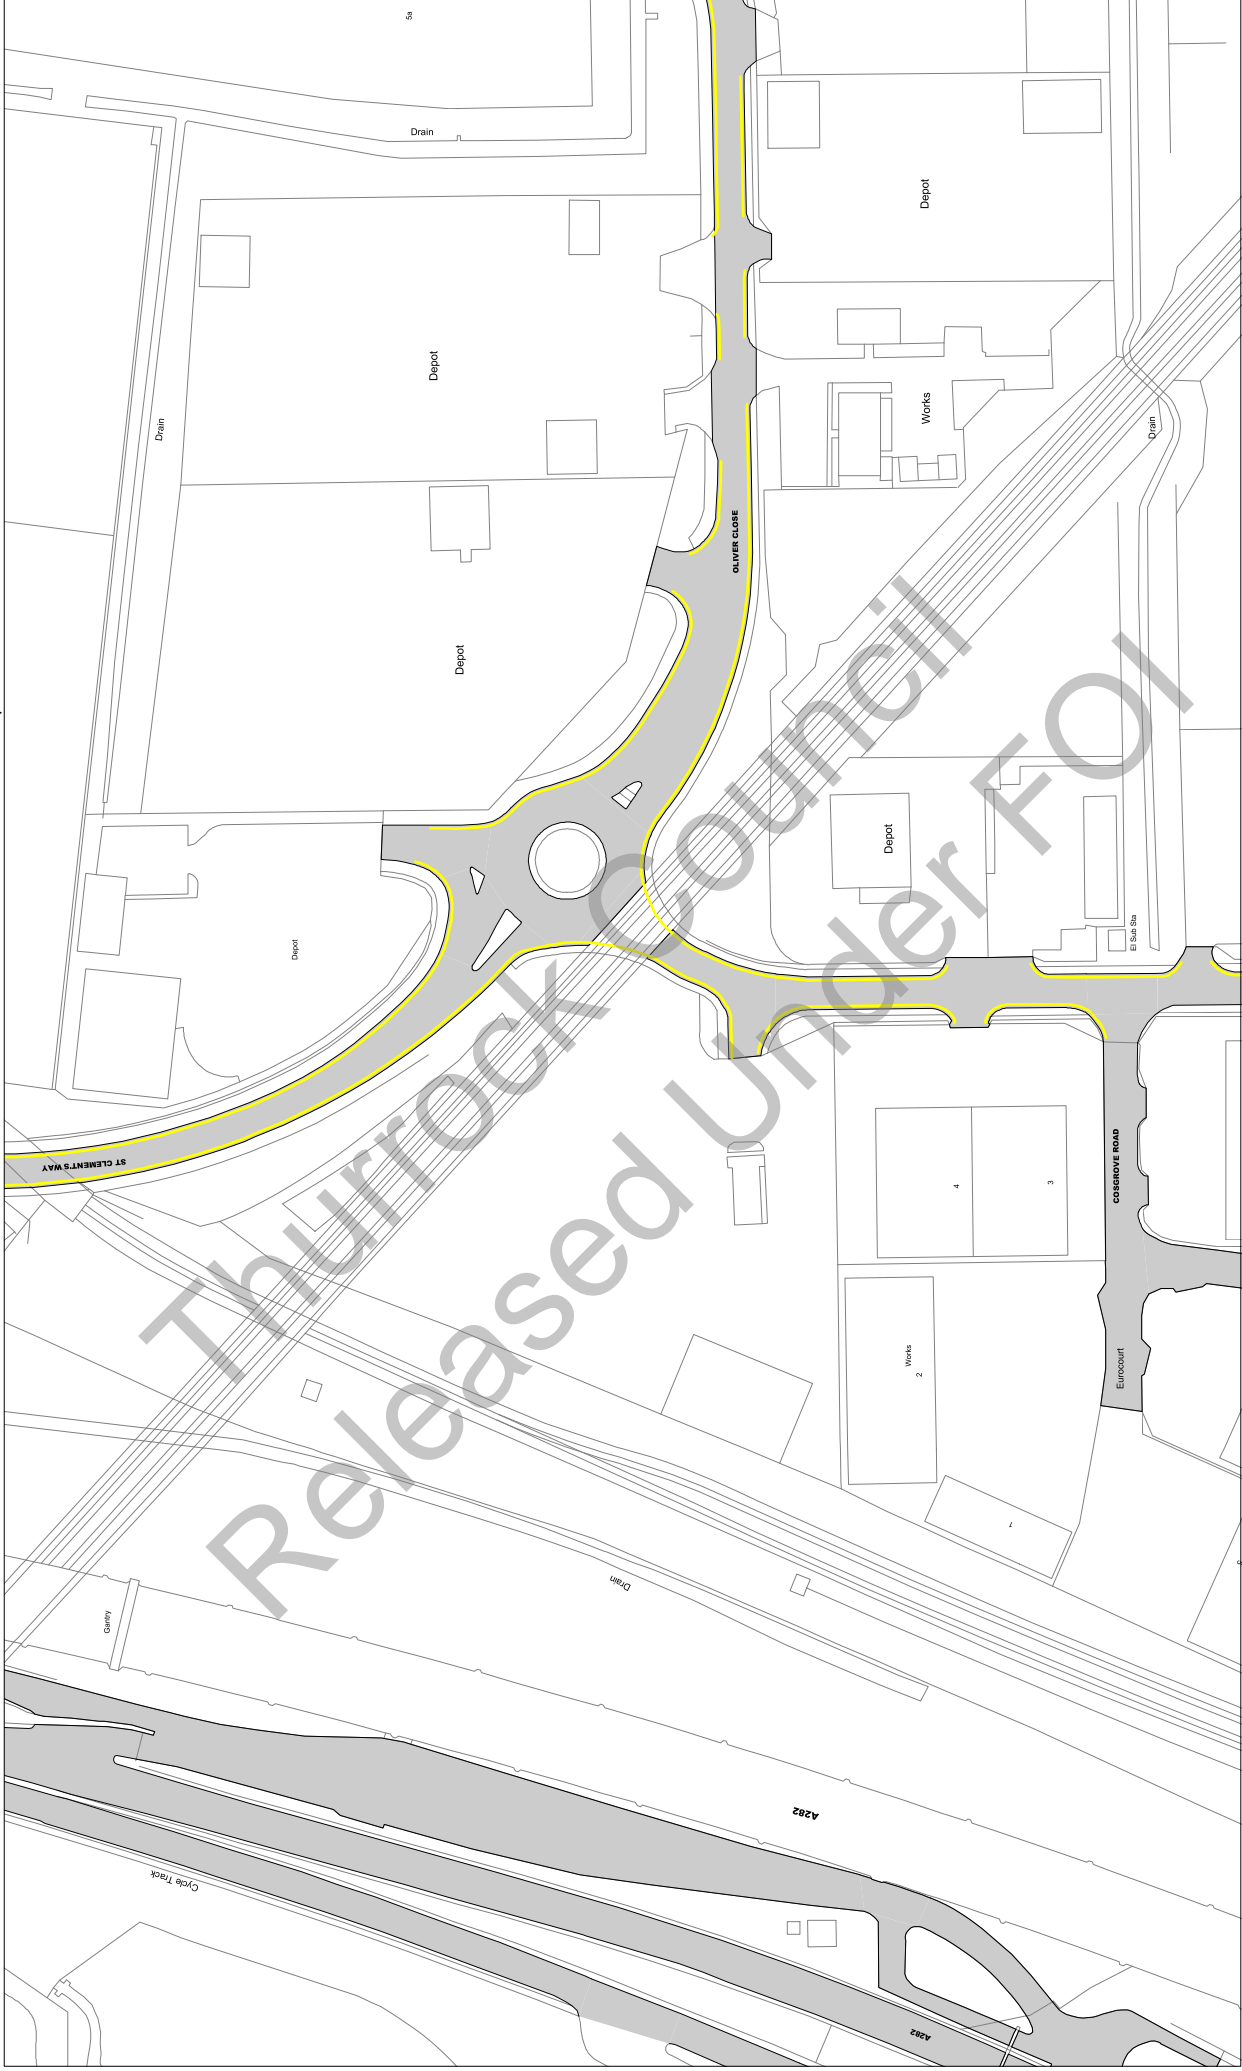 5a
Drain
Depot
Depot
Drain
Works
Drain
OLIVER CLOSE
Depot
Depot
Depot
El Sub Sta
ST CLEMENT'S WAY
COSGROVE ROAD
4
3
Works
2
Eurocourt
1
Drain
Gantry
A282
Cycle Track
A282
Thurrock Council
Released Under FOI